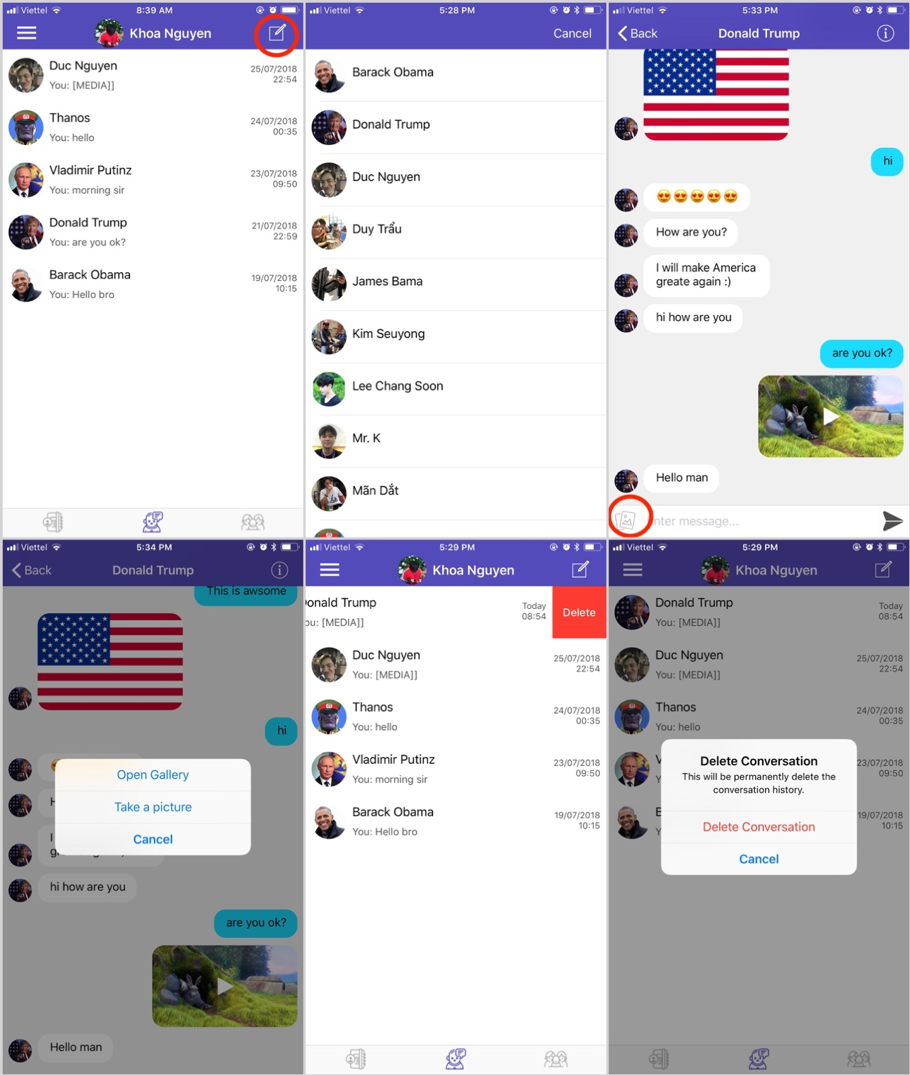 Viettel 8:39 AM
Khoa Nguyen
Duc Nguyen
25/07/2018
You: [MEDIA]]
22:54
Thanos
24/07/2018
You: hello
00:35
Vladimir Putinz
23/07/2018
You: morning sir
09:50
Donald Trump
21/07/2018
You: are you ok?
22:59
Barack Obama
19/07/2018
You: Hello bro
10:15
Viettel 5:28 PM
Cancel
Barack Obama
Donald Trump
Duc Nguyen
Duy Trẩu
James Bama
Kim Seuyong
Lee Chang Soon
Mr. K
Mãn Dắt
Viettel 5:33 PM
Back Donald Trump
hi
How are you?
I will make America
greate again :)
hi how are you
are you ok?
Hello man
nter message...
Viettel 5:34 PM
Back Donald Trump
This is awsome
hi
Open Gallery
Take a picture
Cancel
hi how are you
are you ok?
Hello man
Viettel 5:29 PM
Khoa Nguyen
onald Trump
Today
ou: [MEDIA]]
08:54
Delete
Duc Nguyen
25/07/2018
You: [MEDIA]]
22:54
Thanos
24/07/2018
You: hello
00:35
Vladimir Putinz
23/07/2018
You: morning sir
09:50
Barack Obama
19/07/2018
You: Hello bro
10:15
Viettel 5:29 PM
Khoa Nguyen
Donald Trump
Today
You: [MEDIA]]
08:54
Duc Nguyen
25/07/2018
You: [MEDIA]]
22:54
Thanos
24/07/2018
You: hello
00:35
23/07/2018
09:50
19/07/2018
10:15
Delete Conversation
This will be permanently delete the
conversation history.
Delete Conversation
Cancel